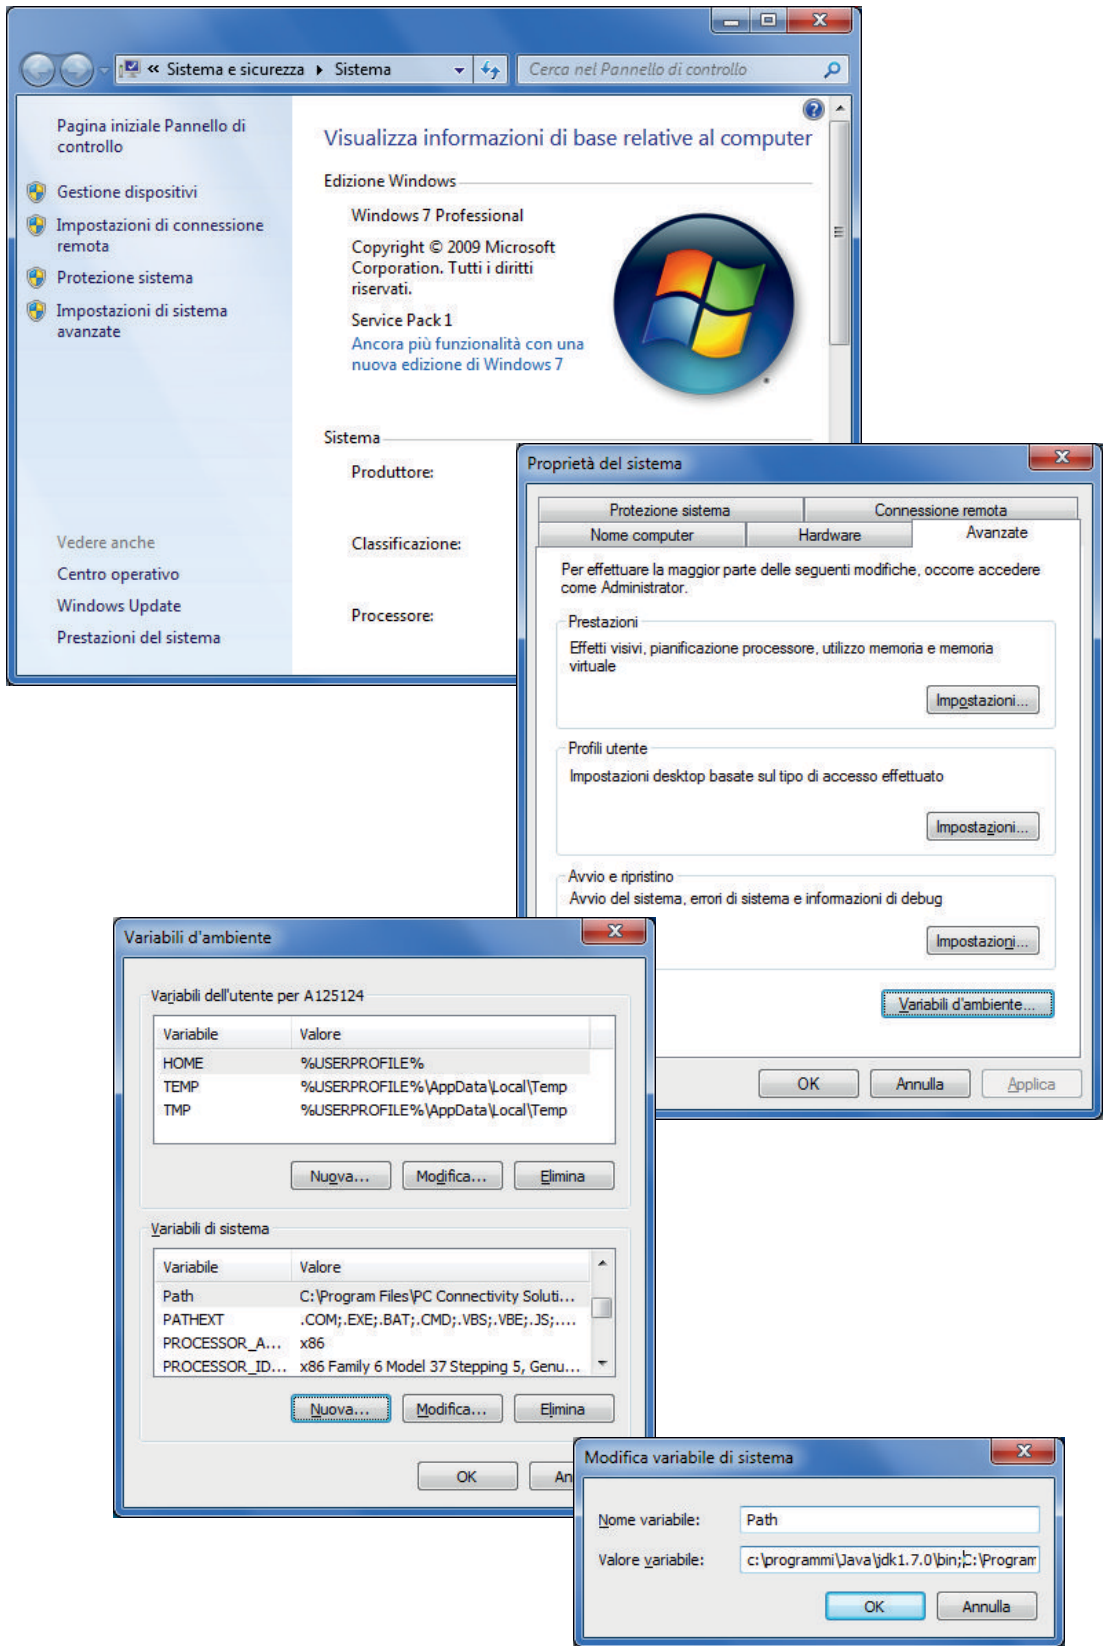 « Sistema e sicurezza ▸ Sistema
Cerca nel Pannello di controllo
Pagina iniziale Pannello di
controllo
Gestione dispositivi
Impostazioni di connessione
remota
Protezione sistema
Impostazioni di sistema
avanzate
Vedere anche
Centro operativo
Windows Update
Prestazioni del sistema
Visualizza informazioni di base relative al computer
Edizione Windows
Windows 7 Professional
Copyright © 2009 Microsoft
Corporation. Tutti i diritti
riservati.
Service Pack 1
Ancora più funzionalità con una
nuova edizione di Windows 7
Sistema
Produttore:
Classificazione:
Processore:
Proprietà del sistema
Protezione sistema
Connessione remota
Nome computer
Hardware
Avanzate
Per effettuare la maggior parte delle seguenti modifiche, occorre accedere
come Administrator.
Prestazioni
Effetti visivi, pianificazione processore, utilizzo memoria e memoria
virtuale
Impostazioni...
Profili utente
Impostazioni desktop basate sul tipo di accesso effettuato
Impostazioni...
Avvio e ripristino
Avvio del sistema, errori di sistema e informazioni di debug
Impostazioni...
Variabili d'ambiente...
OK
Annulla
Applica
Variabili d'ambiente
Variabili dell'utente per A125124
Variabile Valore
HOME %USERPROFILE%
TEMP %USERPROFILE%\AppData\Local\Temp
TMP %USERPROFILE%\AppData\Local\Temp
Nuova... Modifica... Elimina
Variabili di sistema
Variabile Valore
Path C:\Program Files\PC Connectivity Soluti...
PATHEXT .COM;.EXE;.BAT;.CMD;.VBS;.VBE;.JS;....
PROCESSOR_A... x86
PROCESSOR_ID... x86 Family 6 Model 37 Stepping 5, Genu...
Nuova... Modifica... Elimina
OK An
Modifica variabile di sistema
Nome variabile: Path
Valore variabile: c:\programmi\Java\jdk1.7.0\bin;C:\Program
OK Annulla